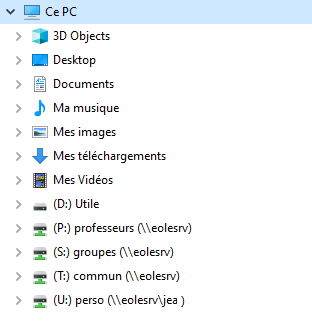 Ce PC
3D Objects
Desktop
Documents
Ma musique
Mes images
Mes téléchargements
Mes Vidéos
(D:) Utile
(P:) professeurs (\\eolesrv)
(S:) groupes (\\eolesrv)
(T:) commun (\\eolesrv)
(U:) perso (\\eolesrv\jea )